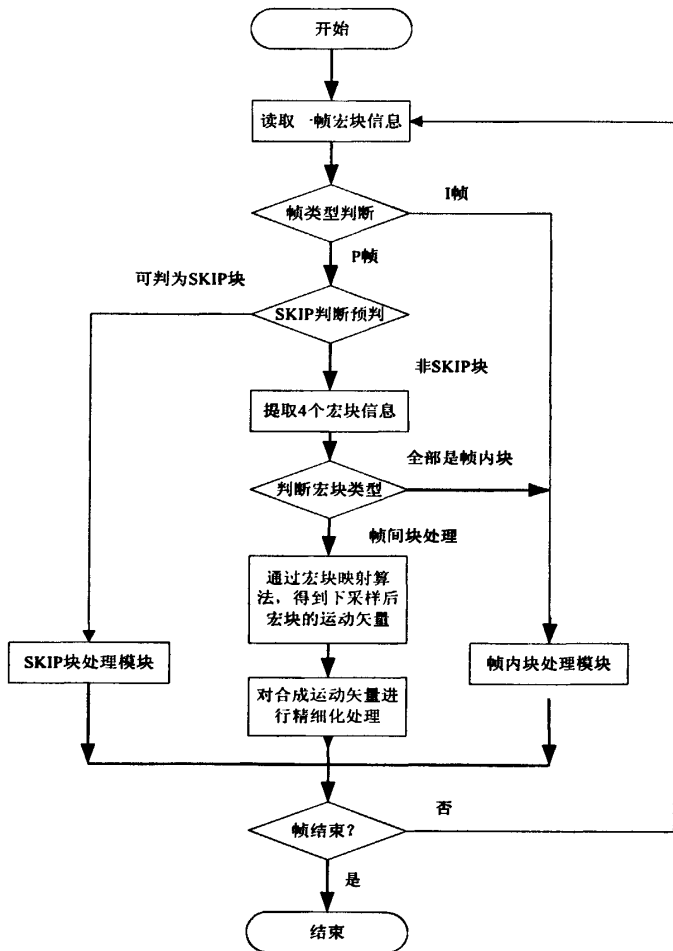 开始
读取一帧宏块信息
I帧
帧类型判断
P帧
可判为SKIP块
SKIP判断预判
非SKIP块
提取4个宏块信息
全部是帧内块
判断宏块类型
帧间块处理
通过宏块映射算
法，得到下采样后
宏块的运动矢量
SKIP块处理模块
帧内块处理模块
对合成运动矢量进
行精细化处理
否
帧结束？
是
结束